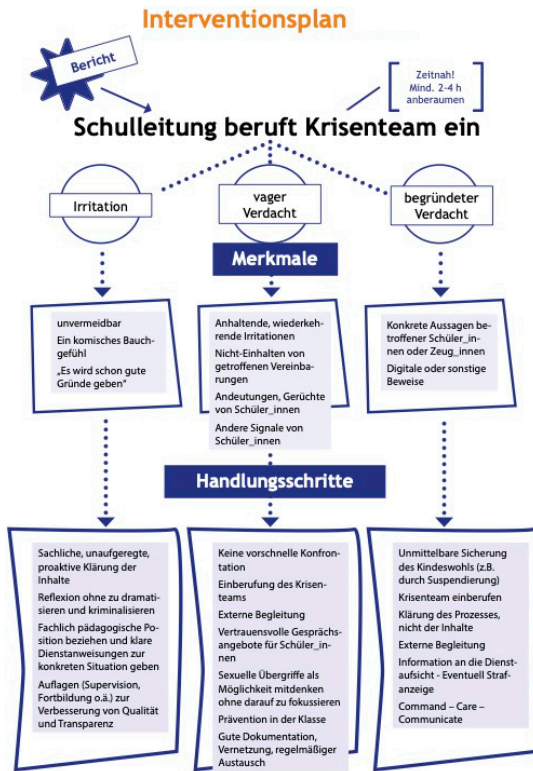 Interventionsplan
Bericht
Zeitnah!
Mind. 2-4 h
anberaumen
Schulleitung beruft Krisenteam ein
Irritation
vager
Verdacht
begründeter
Verdacht
Merkmale
unvermeidbar
Ein komisches Bauch-
gefühl
„Es wird schon gute
Gründe geben“
Anhaltende, wiederkeh-
rende Irritationen
Nicht-Einhalten von
getroffenen Vereinba-
rungen
Andeutungen, Gerüchte
von Schüler_innen
Andere Signale von
Schüler_innen
Konkrete Aussagen be-
troffener Schüler_in-
nen oder Zeug_innen
Digitale oder sonstige
Beweise
Handlungsschritte
Sachliche, unaufgeregte,
proaktive Klärung der
Inhalte
Reflexion ohne zu dramati-
sieren und kriminalisieren
Fachlich pädagogische Po-
sition beziehen und klare
Dienstanweisungen zur
konkreten Situation geben
Auflagen (Supervision,
Fortbildung o.ä.) zur
Verbesserung von Qualität
und Transparenz
Keine vorschnelle Konfron-
tation
Einberufung des Krisen-
teams
Externe Begleitung
Vertrauensvolle Gesprächs-
angebote für Schüler_in-
nen
Sexuelle Übergriffe als
Möglichkeit mitdenken
ohne darauf zu fokussieren
Prävention in der Klasse
Gute Dokumentation,
Vernetzung, regelmäßiger
Austausch
Unmittelbare Sicherung
des Kindeswohls (z.B.
durch Suspendierung)
Krisenteam einberufen
Klärung des Prozesses,
nicht der Inhalte
Externe Begleitung
Information an die Dienst-
aufsicht - Eventuell Straf-
anzeige
Command – Care –
Communicate